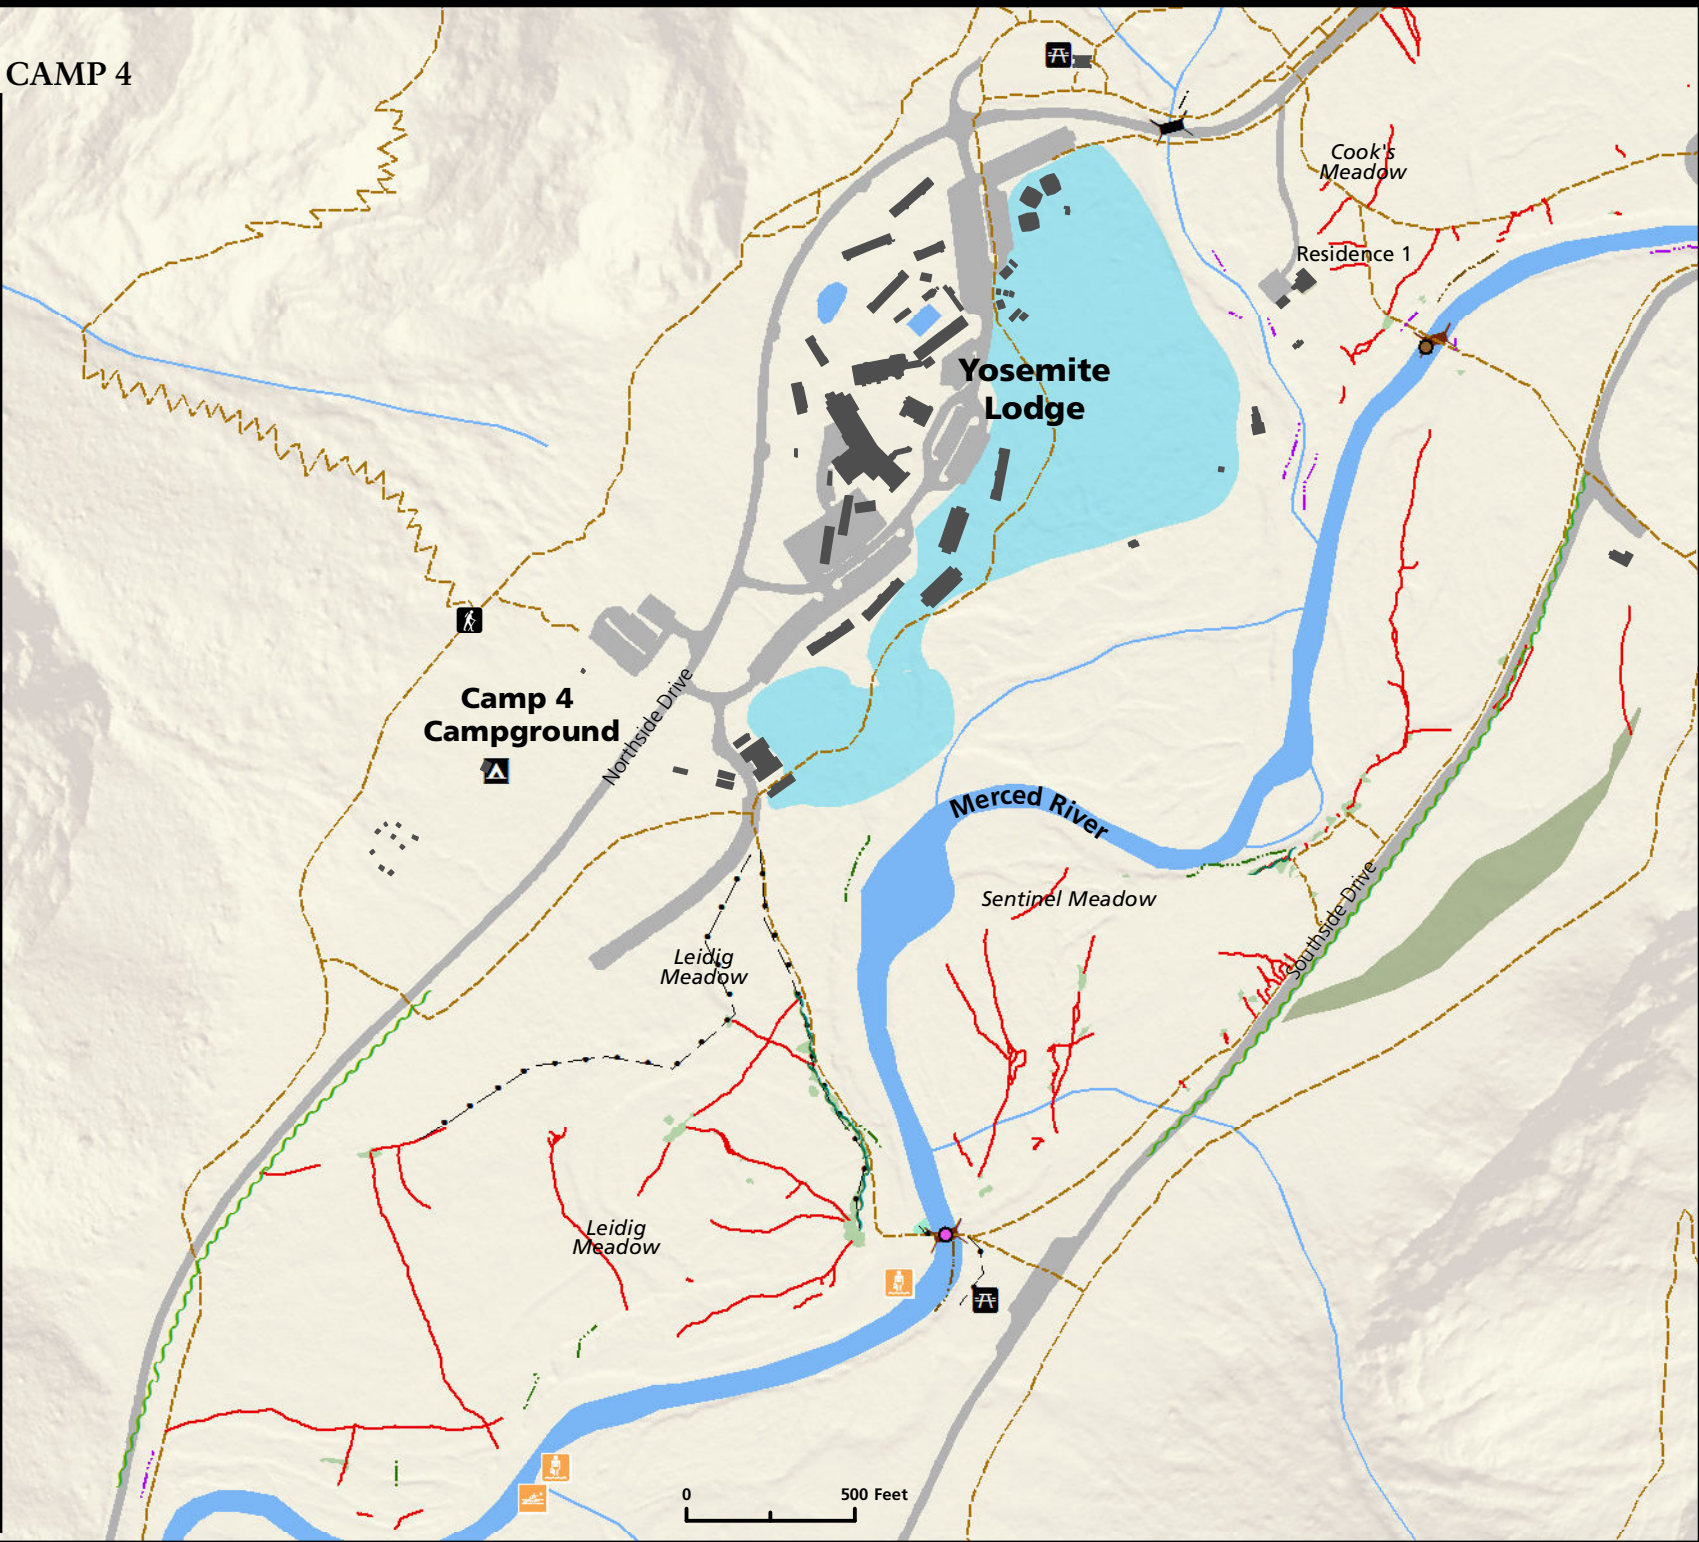 CAMP 4
Cook's
Meadow
Residence 1
Yosemite
Lodge
Camp 4
Campground
Northside Drive
Merced River
Sentinel Meadow
Southside Drive
Leidig
Meadow
Leidig
Meadow
0
500 Feet